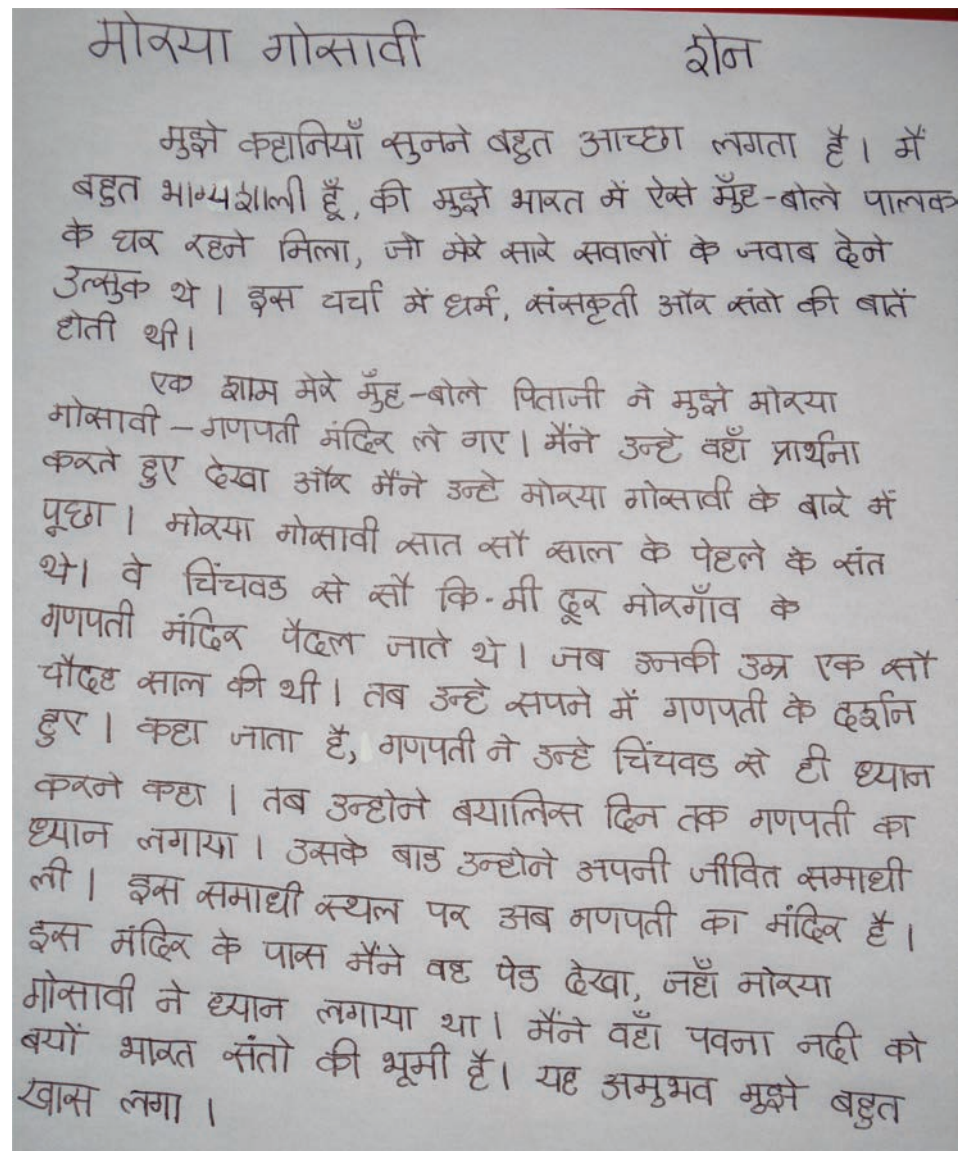 मोरया गोसावी शेन
मुझे कहानियाँ सुनने बहुत आच्छा लगता है। मैं
बहुत भाग्यशाली हूँ, की मुझे भारत में ऐसे मुँह-बोले पालक
के घर रहने मिला, जो मेरे सारे सवालों के जवाब देने
उत्सुक थे। इस चर्चा में धर्म, संसकृती और संतो की बातें
होती थी।
एक शाम मेरे मुँह-बोले पिताजी ने मुझे मोरया
गोसावी – गणपती मंदिर ले गए। मैंने उन्हे वहाँ प्रार्थना
करते हुए देखा और मैंने उन्हे मोरया गोसावी के बारे में
पूछा। मोरया गोसावी सात सौ साल के पेहले के संत
थे। वे चिंचवड से सौ कि.मी दूर मोरगाँव के
गणपती मंदिर पैदल जाते थे। जब उनकी उम्र एक सौ
चौदह साल की थी। तब उन्हे सपने में गणपती के दर्शन
हुए। कहा जाता है, गणपती ने उन्हे चिंचवड से ही ध्यान
करने कहा। तब उन्होने बयालिस दिन तक गणपती का
ध्यान लगाया। उसके बाड उन्होने अपनी जीवित समाधी
ली। इस समाधी स्थल पर अब गणपती का मंदिर है।
इस मंदिर के पास मैंने वह पेड देखा, जहाँ मोरया
गोसावी ने ध्यान लगाया था। मैंने वहाँ पवना नदी को
बयों भारत संतो की भूमी है। यह अमुभव मुझे बहुत
खास लगा।